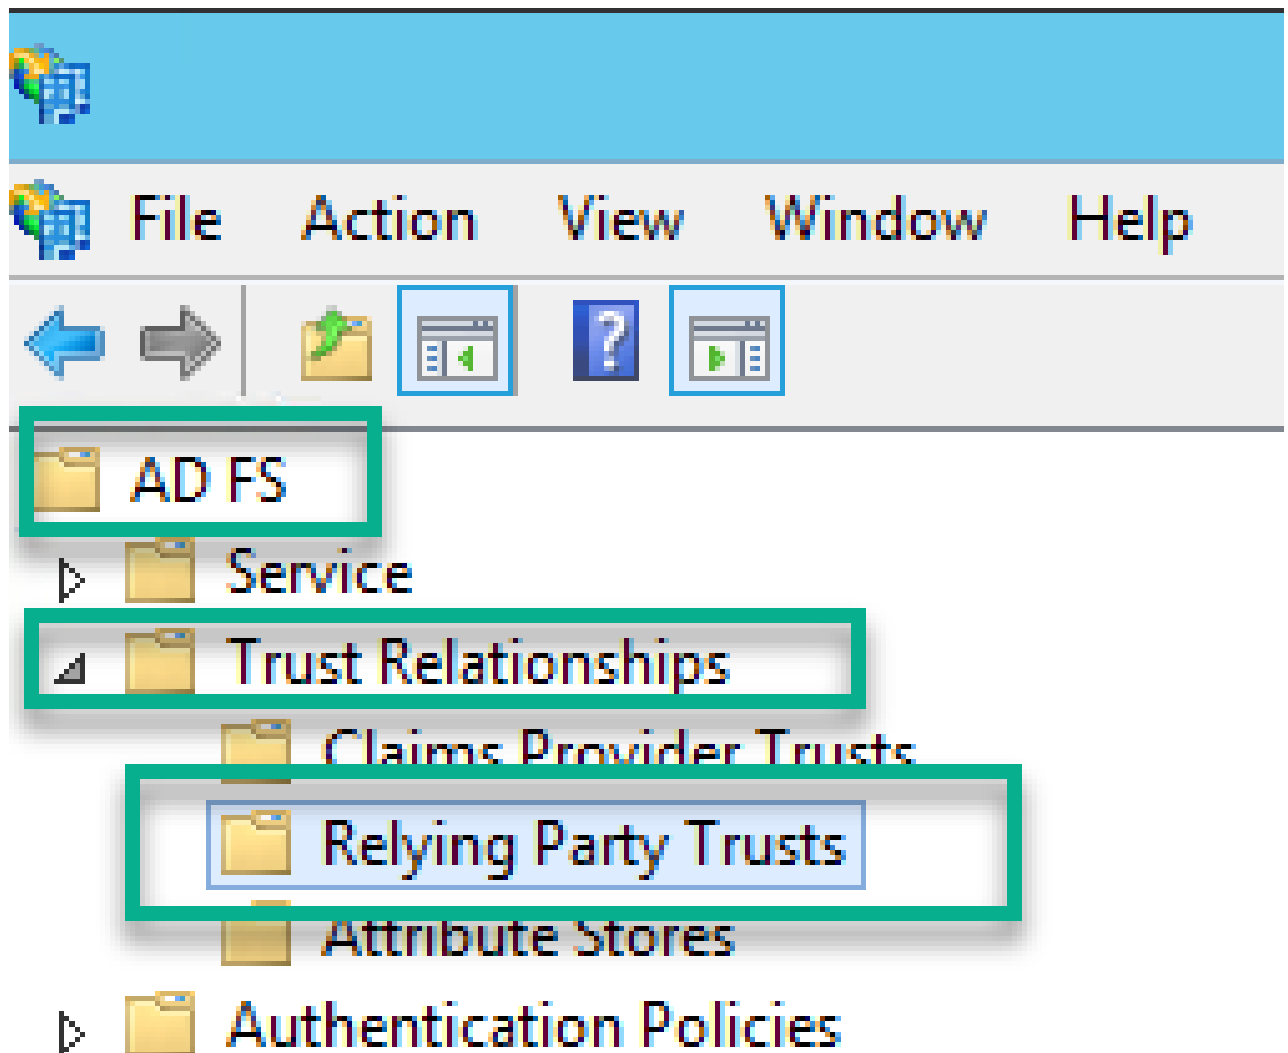 File Action View Window Help
?
AD FS
Service
Trust Relationships
Claims Provider Trusts
Relying Party Trusts
Attribute Stores
Authentication Policies